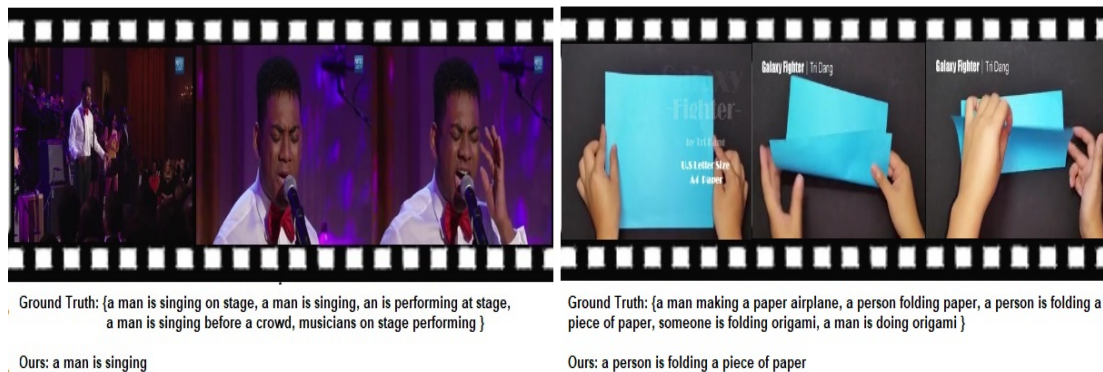 Galaxy
-Fighter-
U.S Letter Size
A4 Paper
Galaxy Fighter | Tri Dang
Galaxy Fighter | Tri Dang
Ground Truth: {a man is singing on stage, a man is singing, an is performing at stage,
a man is singing before a crowd, musicians on stage performing }
Ours: a man is singing
Ground Truth: {a man making a paper airplane, a person folding paper, a person is folding a
piece of paper, someone is folding origami, a man is doing origami }
Ours: a person is folding a piece of paper